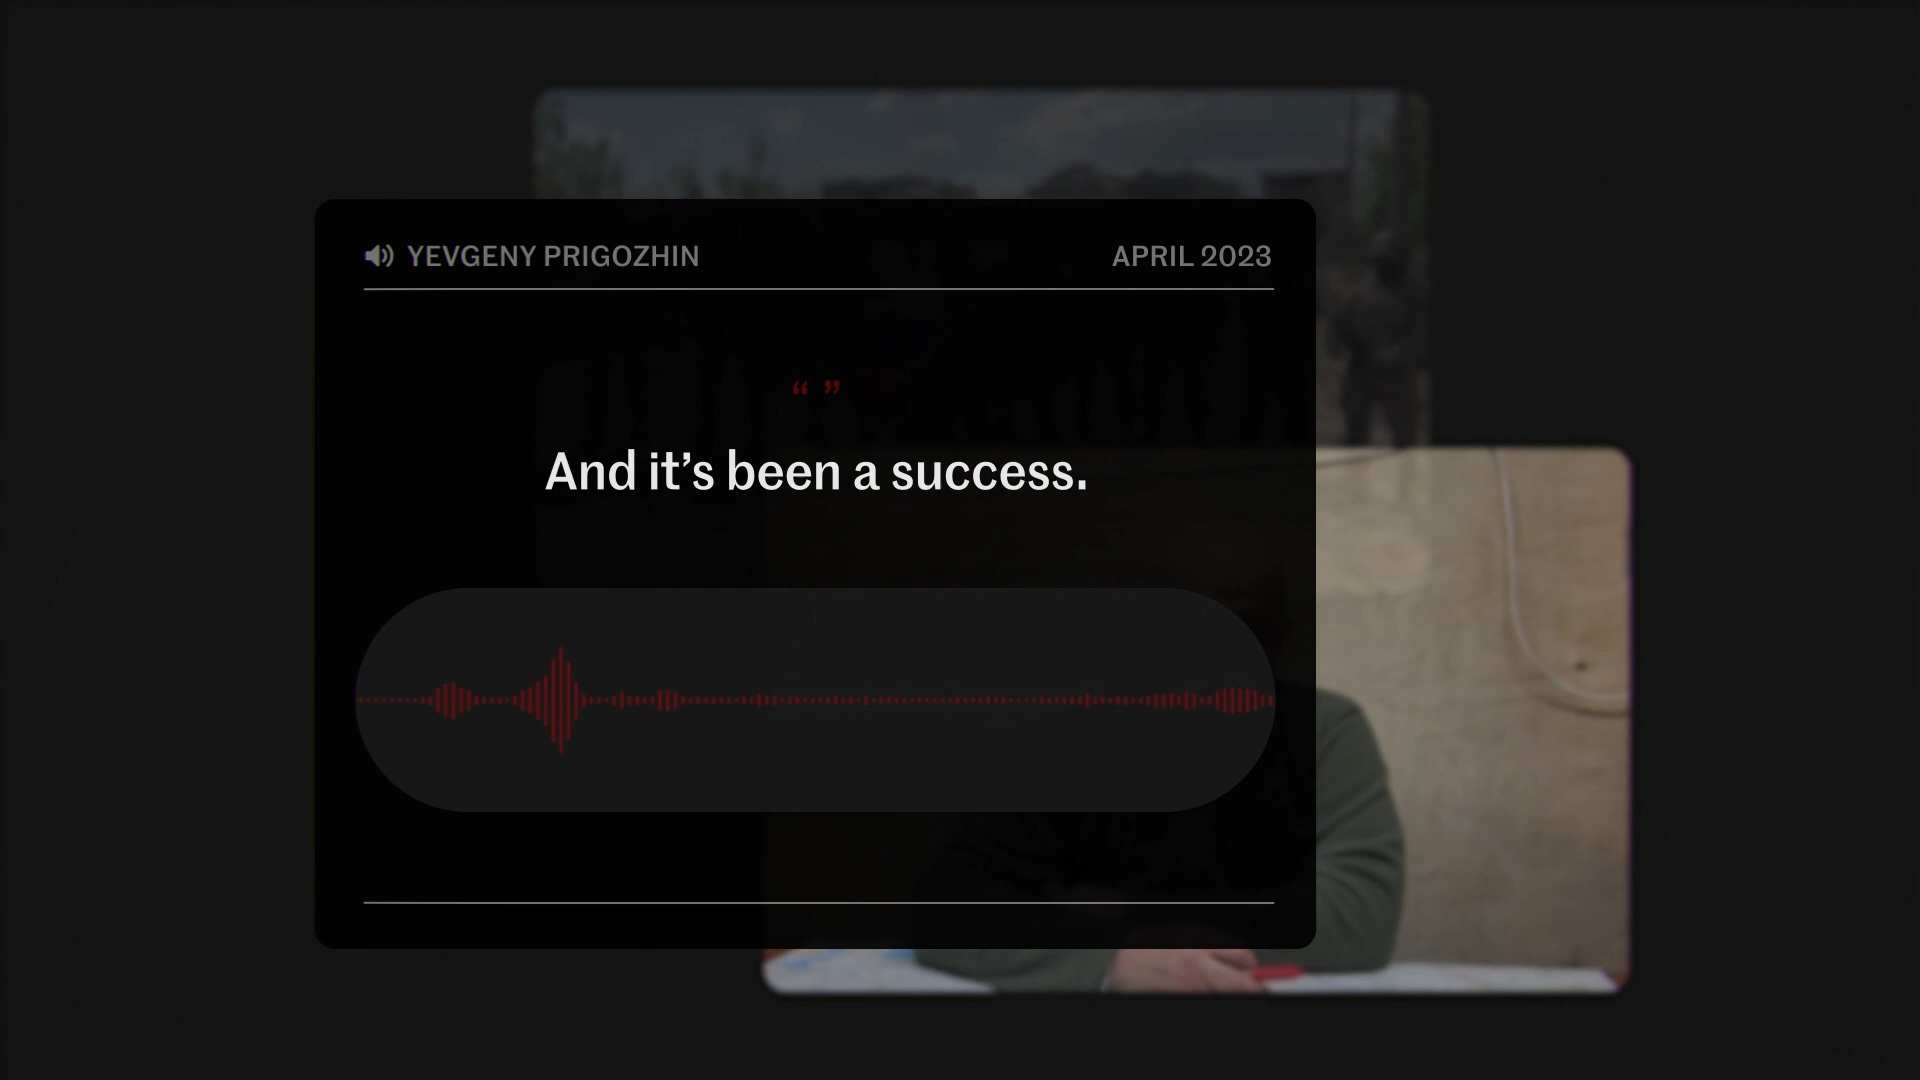 YEVGENY PRIGOZHIN APRIL 2023
“ ”
And it’s been a success.